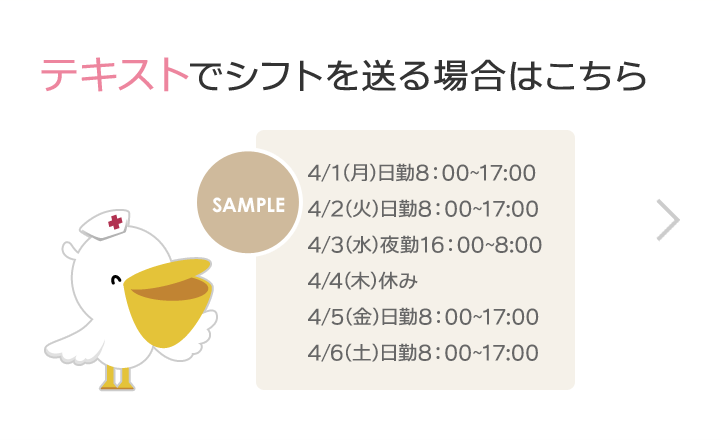 テキストでシフトを送る場合はこちら
SAMPLE
4/1(月)日勤8:00~17:00
4/2(火)日勤8:00~17:00
4/3(水)夜勤16:00~8:00
4/4(木)休み
4/5(金)日勤8:00~17:00
4/6(土)日勤8:00~17:00